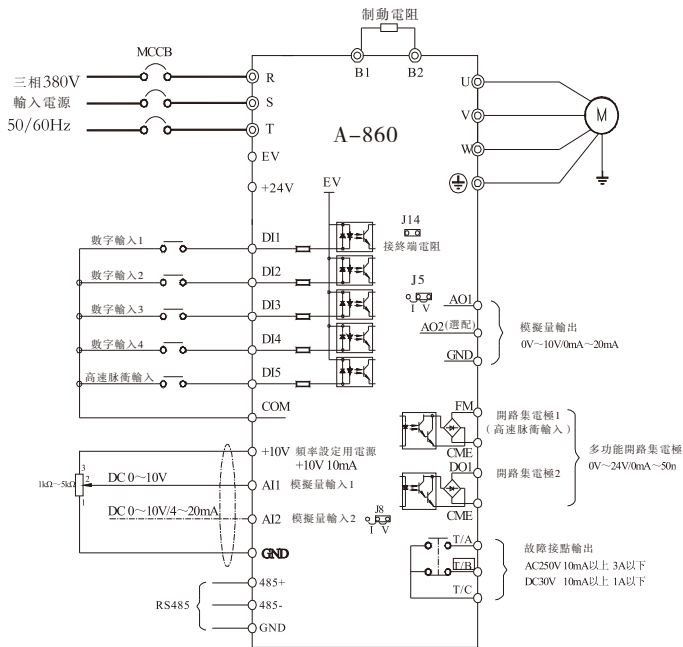 制動電阻
B1 B2
MCCB
三相380V
輸入電源
50/60Hz
R
S
T
EV
+24V
A-860
U
V
W
M
EV
J14
接終端電阻
數字輸入1
DI1
數字輸入2
DI2
數字輸入3
DI3
數字輸入4
DI4
高速脉衝輸入
DI5
COM
J5
I V
AO1
AO2(選配)
GND
模擬量輸出
0V～10V/0mA～20mA
+10V 頻率設定用電源
+10V 10mA
3
1kΩ～5kΩ
2
1
DC 0～10V
AI1 模擬量輸入1
DC 0～10V/4～20mA
AI2 模擬量輸入2
J8
I V
GND
FM
開路集電極1
(高速脉衝輸入)
CME
DO1
開路集電極2
CME
多功能開路集電極
0V～24V/0mA～50n
T/A
T/B
T/C
故障接點輸出
AC250V 10mA以上 3A以下
DC30V 10mA以上 1A以下
RS485
485+
485-
GND